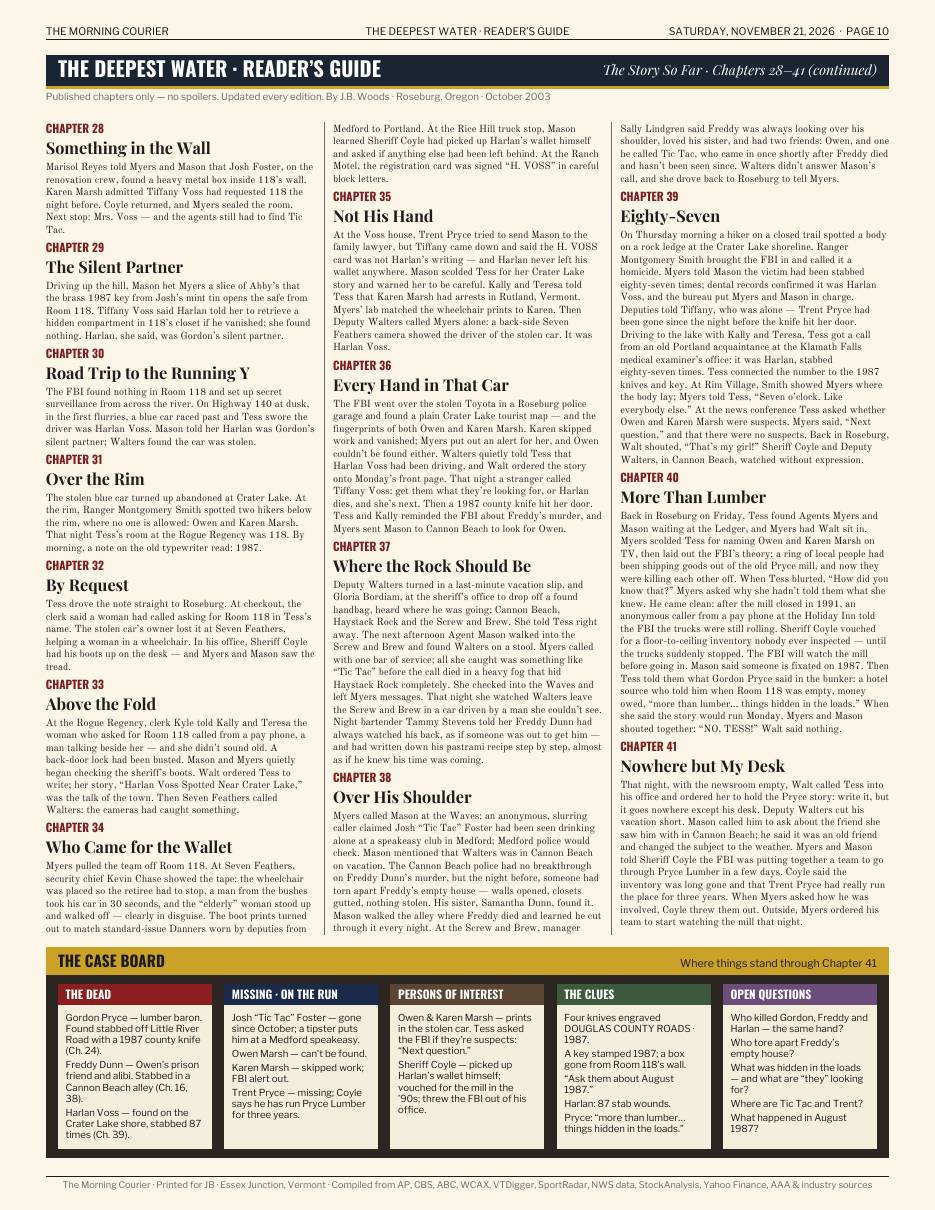 THE MORNING COURIER
THE DEEPEST WATER · READER'S GUIDE
SATURDAY, NOVEMBER 21, 2026 · PAGE 10
THE DEEPEST WATER · READER'S GUIDE
The Story So Far · Chapters 28–41 (continued)
Published chapters only — no spoilers. Updated every edition. By J.B. Woods · Roseburg, Oregon · October 2003
CHAPTER 28
Something in the Wall
Marisol Reyes told Myers and Mason that Josh Foster, on the
renovation crew, found a heavy metal box inside 118's wall.
Karen Marsh admitted Tiffany Voss had requested 118 the
night before. Coyle returned, and Myers sealed the room.
Next stop: Mrs. Voss — and the agents still had to find Tic
Tac.
CHAPTER 29
The Silent Partner
Driving up the hill, Mason bet Myers a slice of Abby's that
the brass 1987 key from Josh's mint tin opens the safe from
Room 118. Tiffany Voss said Harlan told her to retrieve a
hidden compartment in 118's closet if he vanished; she found
nothing. Harlan, she said, was Gordon's silent partner.
CHAPTER 30
Road Trip to the Running Y
The FBI found nothing in Room 118 and set up secret
surveillance from across the river. On Highway 140 at dusk,
in the first flurries, a blue car raced past and Tess swore the
driver was Harlan Voss. Mason told her Harlan was Gordon's
silent partner; Walters found the car was stolen.
CHAPTER 31
Over the Rim
The stolen blue car turned up abandoned at Crater Lake. At
the rim, Ranger Montgomery Smith spotted two hikers below
the rim, where no one is allowed: Owen and Karen Marsh.
That night Tess's room at the Rogue Regency was 118. By
morning, a note on the old typewriter read: 1987.
CHAPTER 32
By Request
Tess drove the note straight to Roseburg. At checkout, the
clerk said a woman had called asking for Room 118 in Tess's
name. The stolen car's owner lost it at Seven Feathers,
helping a woman in a wheelchair. In his office, Sheriff Coyle
had his boots up on the desk — and Myers and Mason saw the
tread.
CHAPTER 33
Above the Fold
At the Rogue Regency, clerk Kyle told Kally and Teresa the
woman who asked for Room 118 called from a pay phone, a
man talking beside her — and she didn't sound old. A
back-door lock had been busted. Mason and Myers quietly
began checking the sheriff's boots. Walt ordered Tess to
write; her story, "Harlan Voss Spotted Near Crater Lake,"
was the talk of the town. Then Seven Feathers called
Walters: the cameras had caught something.
CHAPTER 34
Who Came for the Wallet
Myers pulled the team off Room 118. At Seven Feathers,
security chief Kevin Chase showed the tape: the wheelchair
was placed so the retiree had to stop, a man from the bushes
took his car in 30 seconds, and the "elderly" woman stood up
and walked off — clearly in disguise. The boot prints turned
out to match standard-issue Danners worn by deputies from
Medford to Portland. At the Rice Hill truck stop, Mason
learned Sheriff Coyle had picked up Harlan's wallet himself
and asked if anything else had been left behind. At the Ranch
Motel, the registration card was signed "H. VOSS" in careful
block letters.
CHAPTER 35
Not His Hand
At the Voss house, Trent Pryce tried to send Mason to the
family lawyer, but Tiffany came down and said the H. VOSS
card was not Harlan's writing — and Harlan never left his
wallet anywhere. Mason scolded Tess for her Crater Lake
story and warned her to be careful. Kally and Teresa told
Tess that Karen Marsh had arrests in Rutland, Vermont.
Myers' lab matched the wheelchair prints to Karen. Then
Deputy Walters called Myers alone: a back-side Seven
Feathers camera showed the driver of the stolen car. It was
Harlan Voss.
CHAPTER 36
Every Hand in That Car
The FBI went over the stolen Toyota in a Roseburg police
garage and found a plain Crater Lake tourist map — and the
fingerprints of both Owen and Karen Marsh. Karen skipped
work and vanished; Myers put out an alert for her, and Owen
couldn't be found either. Walters quietly told Tess that
Harlan Voss had been driving, and Walt ordered the story
onto Monday's front page. That night a stranger called
Tiffany Voss: get them what they're looking for, or Harlan
dies, and she's next. Then a 1987 county knife hit her door.
Tess and Kally reminded the FBI about Freddy's murder, and
Myers sent Mason to Cannon Beach to look for Owen.
CHAPTER 37
Where the Rock Should Be
Deputy Walters turned in a last-minute vacation slip, and
Gloria Bordiam, at the sheriff's office to drop off a found
handbag, heard where he was going: Cannon Beach,
Haystack Rock and the Screw and Brew. She told Tess right
away. The next afternoon Agent Mason walked into the
Screw and Brew and found Walters on a stool. Myers called
with one bar of service; all she caught was something like
"Tic Tac" before the call died in a heavy fog that hid
Haystack Rock completely. She checked into the Waves and
left Myers messages. That night she watched Walters leave
the Screw and Brew in a car driven by a man she couldn't see.
Night bartender Tammy Stevens told her Freddy Dunn had
always watched his back, as if someone was out to get him —
and had written down his pastrami recipe step by step, almost
as if he knew his time was coming.
CHAPTER 38
Over His Shoulder
Myers called Mason at the Waves: an anonymous, slurring
caller claimed Josh "Tic Tac" Foster had been seen drinking
alone at a speakeasy club in Medford; Medford police would
check. Mason mentioned that Walters was in Cannon Beach
on vacation. The Cannon Beach police had no breakthrough
on Freddy Dunn's murder, but the night before, someone had
torn apart Freddy's empty house — walls opened, closets
gutted, nothing stolen. His sister, Samantha Dunn, found it.
Mason walked the alley where Freddy died and learned he cut
through it every night. At the Screw and Brew, manager
Sally Lindgren said Freddy was always looking over his
shoulder, loved his sister, and had two friends: Owen, and one
he called Tic Tac, who came in once shortly after Freddy died
and hasn't been seen since. Walters didn't answer Mason's
call, and she drove back to Roseburg to tell Myers.
CHAPTER 39
Eighty-Seven
On Thursday morning a hiker on a closed trail spotted a body
on a rock ledge at the Crater Lake shoreline. Ranger
Montgomery Smith brought the FBI in and called it a
homicide. Myers told Mason the victim had been stabbed
eighty-seven times; dental records confirmed it was Harlan
Voss, and the bureau put Myers and Mason in charge.
Deputies told Tiffany, who was alone — Trent Pryce had
been gone since the night before the knife hit her door.
Driving to the lake with Kally and Teresa, Tess got a call
from an old Portland acquaintance at the Klamath Falls
medical examiner's office: it was Harlan, stabbed
eighty-seven times. Tess connected the number to the 1987
knives and key. At Rim Village, Smith showed Myers where
the body lay; Myers told Tess, "Seven o'clock. Like
everybody else." At the news conference Tess asked whether
Owen and Karen Marsh were suspects. Myers said, "Next
question," and that there were no suspects. Back in Roseburg,
Walt shouted, "That's my girl!" Sheriff Coyle and Deputy
Walters, in Cannon Beach, watched without expression.
CHAPTER 40
More Than Lumber
Back in Roseburg on Friday, Tess found Agents Myers and
Mason waiting at the Ledger, and Myers had Walt sit in.
Myers scolded Tess for naming Owen and Karen Marsh on
TV, then laid out the FBI's theory: a ring of local people had
been shipping goods out of the old Pryce mill, and now they
were killing each other off. When Tess blurted, "How did you
know that?" Myers asked why she hadn't told them what she
knew. He came clean: after the mill closed in 1991, an
anonymous caller from a pay phone at the Holiday Inn told
the FBI the trucks were still rolling. Sheriff Coyle vouched
for a floor-to-ceiling inventory nobody ever inspected — until
the trucks suddenly stopped. The FBI will watch the mill
before going in. Mason said someone is fixated on 1987. Then
Tess told them what Gordon Pryce said in the bunker: a hotel
source who told him when Room 118 was empty, money
owed, "more than lumber... things hidden in the loads." When
she said the story would run Monday, Myers and Mason
shouted together: "NO, TESS!" Walt said nothing.
CHAPTER 41
Nowhere but My Desk
That night, with the newsroom empty, Walt called Tess into
his office and ordered her to hold the Pryce story: write it, but
it goes nowhere except his desk. Deputy Walters cut his
vacation short. Mason called him to ask about the friend she
saw him with in Cannon Beach; he said it was an old friend
and changed the subject to the weather. Myers and Mason
told Sheriff Coyle the FBI was putting together a team to go
through Pryce Lumber in a few days. Coyle said the
inventory was long gone and that Trent Pryce had really run
the place for three years. When Myers asked how he was
involved, Coyle threw them out. Outside, Myers ordered his
team to start watching the mill that night.
THE CASE BOARD
Where things stand through Chapter 41
THE DEAD
Gordon Pryce — lumber baron.
Found stabbed off Little River
Road with a 1987 county knife
(Ch. 24).
Freddy Dunn — Owen's prison
friend and alibi. Stabbed in a
Cannon Beach alley (Ch. 16,
38).
Harlan Voss — found on the
Crater Lake shore, stabbed 87
times (Ch. 39).
MISSING · ON THE RUN
Josh "Tic Tac" Foster — gone
since October; a tipster puts
him at a Medford speakeasy.
Owen Marsh — can't be found.
Karen Marsh — skipped work;
FBI alert out.
Trent Pryce — missing; Coyle
says he has run Pryce Lumber
for three years.
PERSONS OF INTEREST
Owen & Karen Marsh — prints
in the stolen car. Tess asked
the FBI if they're suspects:
"Next question."
Sheriff Coyle — picked up
Harlan's wallet himself;
vouched for the mill in the
'90s; threw the FBI out of his
office.
THE CLUES
Four knives engraved
DOUGLAS COUNTY ROADS ·
1987.
A key stamped 1987; a box
gone from Room 118's wall.
"Ask them about August
1987."
Harlan: 87 stab wounds.
Pryce: "more than lumber...
things hidden in the loads."
OPEN QUESTIONS
Who killed Gordon, Freddy and
Harlan — the same hand?
Who tore apart Freddy's
empty house?
What was hidden in the loads
— and what are "they" looking
for?
Where are Tic Tac and Trent?
What happened in August
1987?
The Morning Courier · Printed for JB · Essex Junction, Vermont · Compiled from AP, CBS, ABC, WCAX, VTDigger, SportRadar, NWS data, StockAnalysis, Yahoo Finance, AAA & industry sources